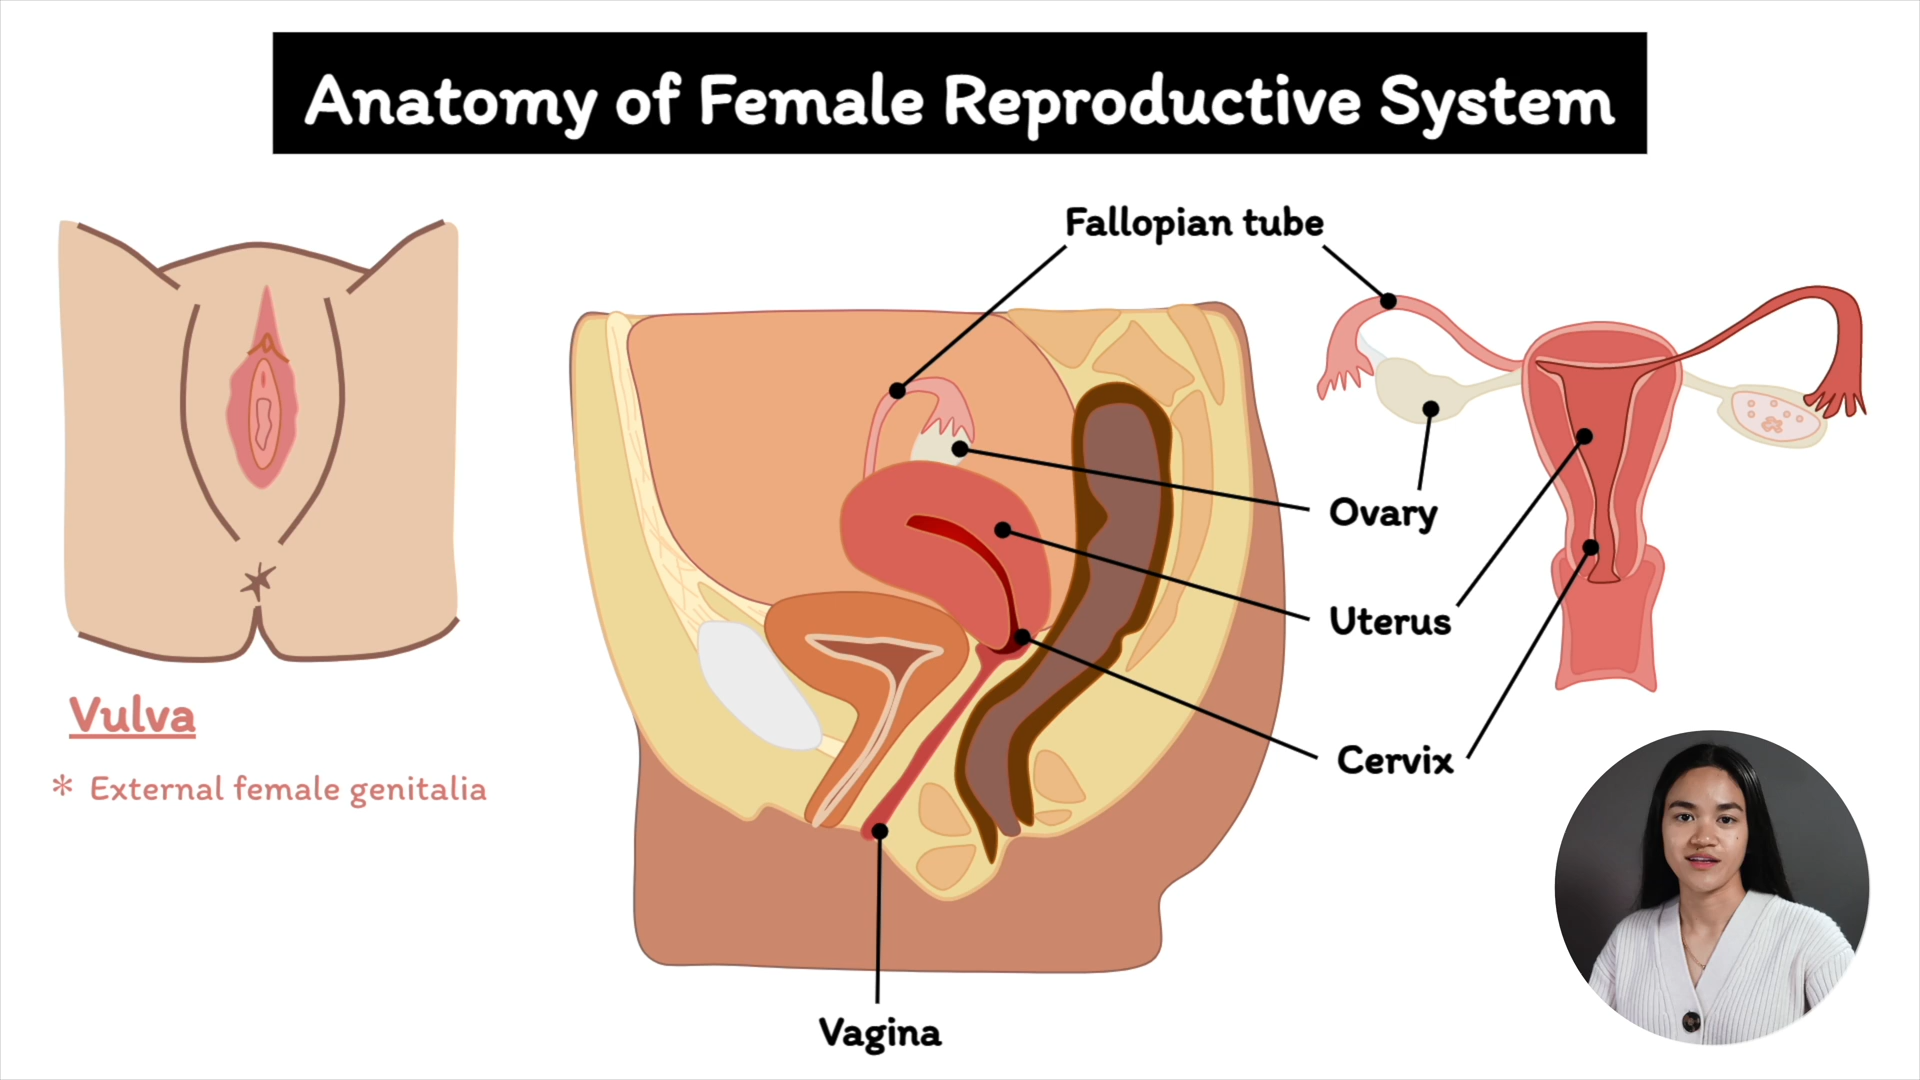 Anatomy of Female Reproductive System
Fallopian tube
Ovary
Uterus
Vulva
Cervix
* External female genitalia
Vagina